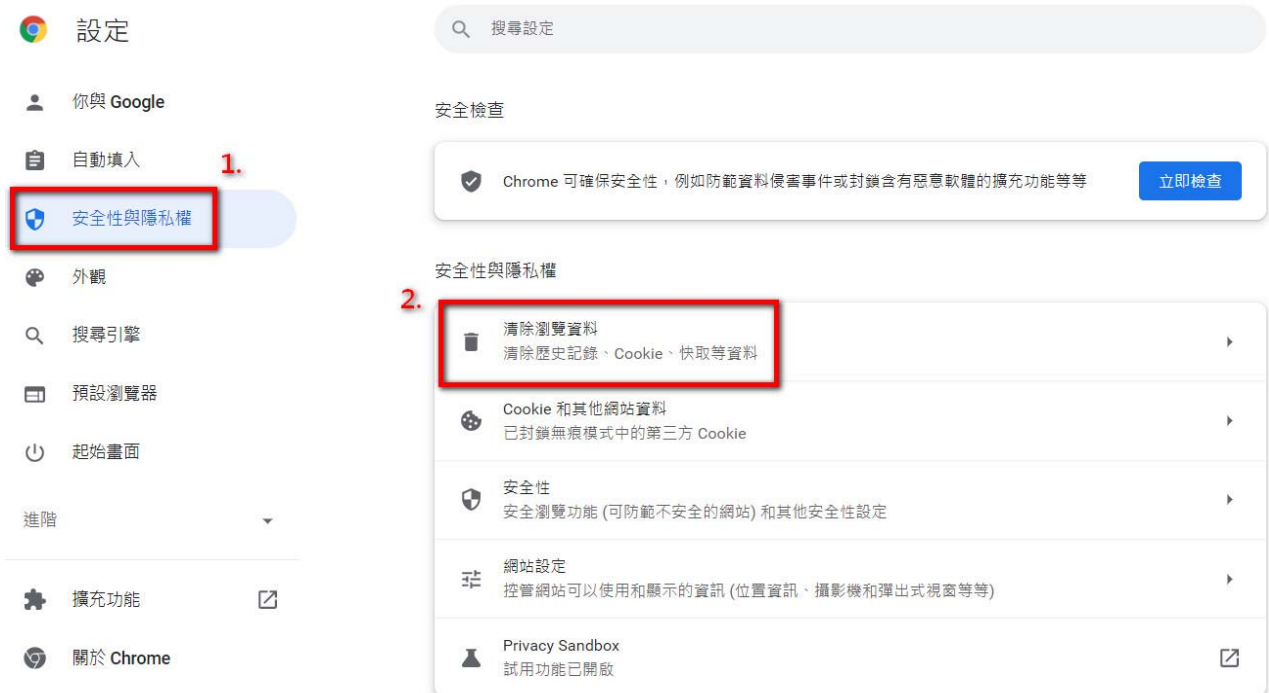 設定
搜尋設定
你與 Google
自動填入
1.
安全性與隱私權
外觀
搜尋引擎
預設瀏覽器
起始畫面
進階
擴充功能
關於 Chrome
安全檢查
Chrome 可確保安全性，例如防範資料侵害事件或封鎖含有惡意軟體的擴充功能等等
立即檢查
安全性與隱私權
2.
清除瀏覽資料
清除歷史記錄、Cookie、快取等資料
Cookie 和其他網站資料
已封鎖無痕模式中的第三方 Cookie
安全性
安全瀏覽功能 (可防範不安全的網站) 和其他安全性設定
網站設定
控管網站可以使用和顯示的資訊 (位置資訊、攝影機和彈出式視窗等等)
Privacy Sandbox
試用功能已開啟